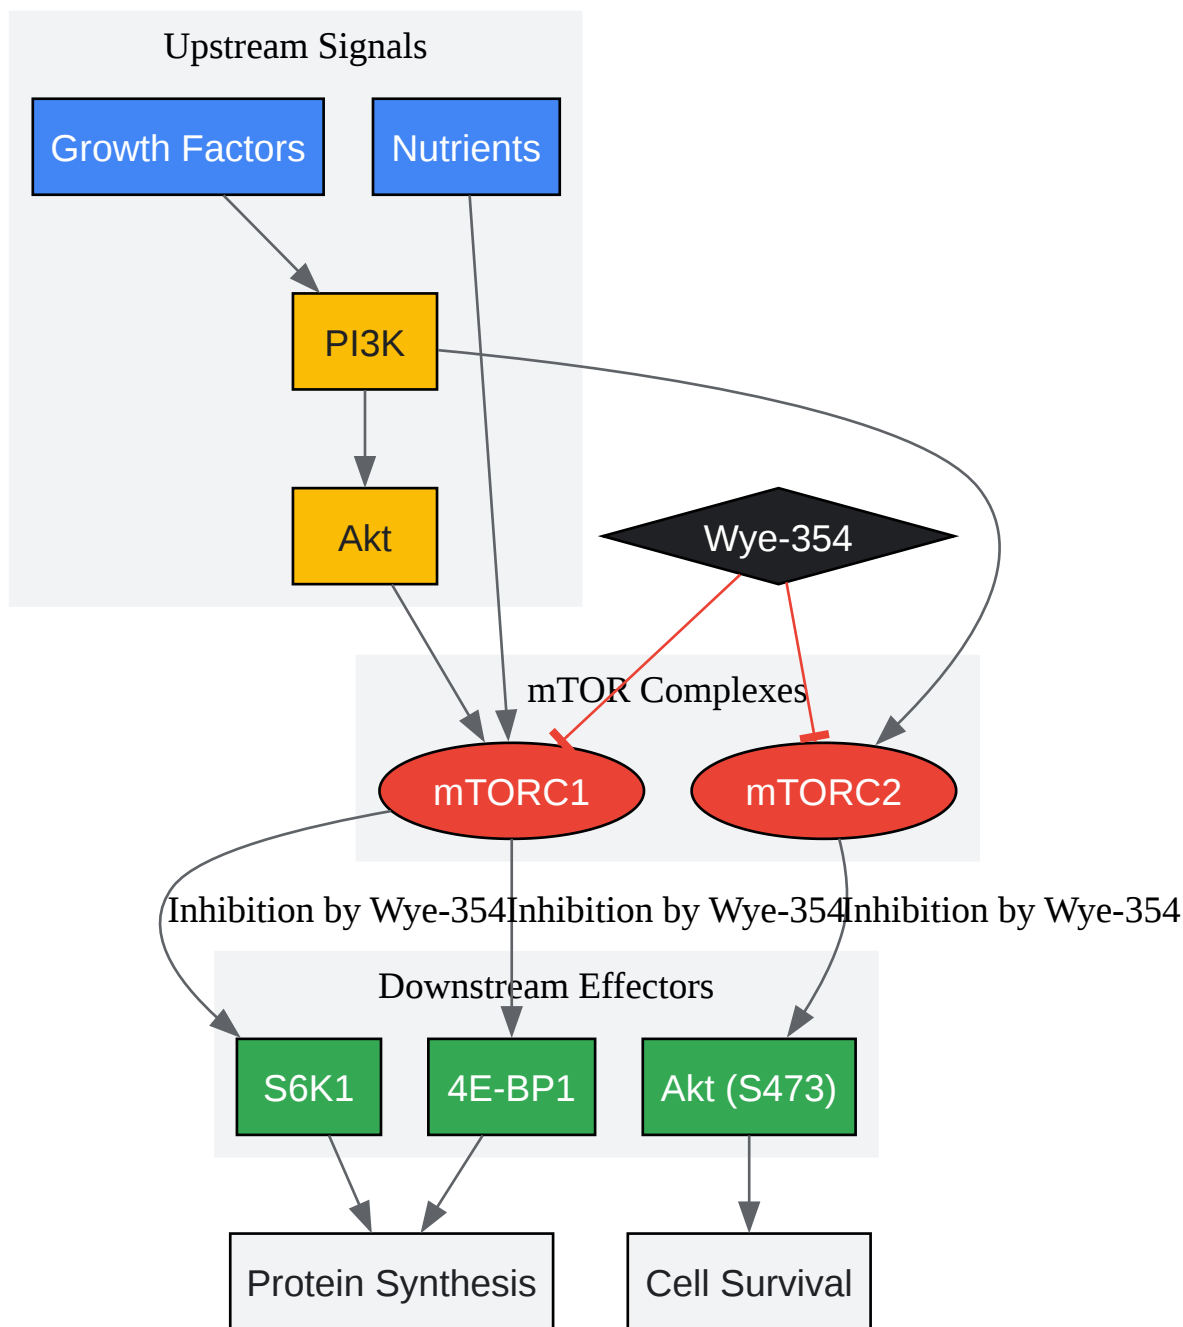 Upstream Signals
Growth Factors
Nutrients
PI3K
Akt
Wye-354
mTOR Complexes
mTORC1
mTORC2
Inhibition by Wye-354
Inhibition by Wye-354
Inhibition by Wye-354
Downstream Effectors
S6K1
4E-BP1
Akt (S473)
Protein Synthesis
Cell Survival